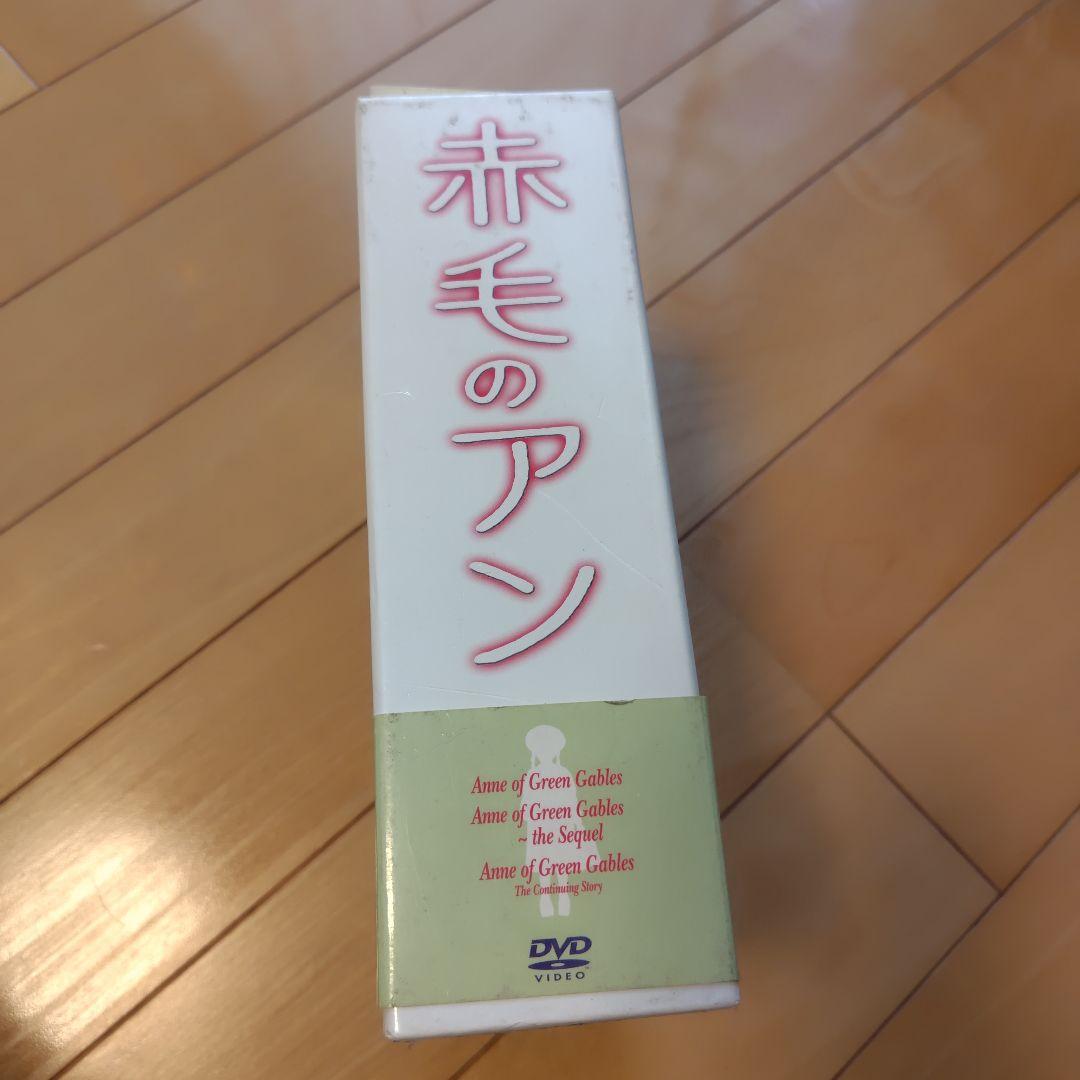 赤毛のアン
Anne of Green Gables
Anne of Green Gables
~ the Sequel
Anne of Green Gables
The Continuing Story
DVD
VIDEO